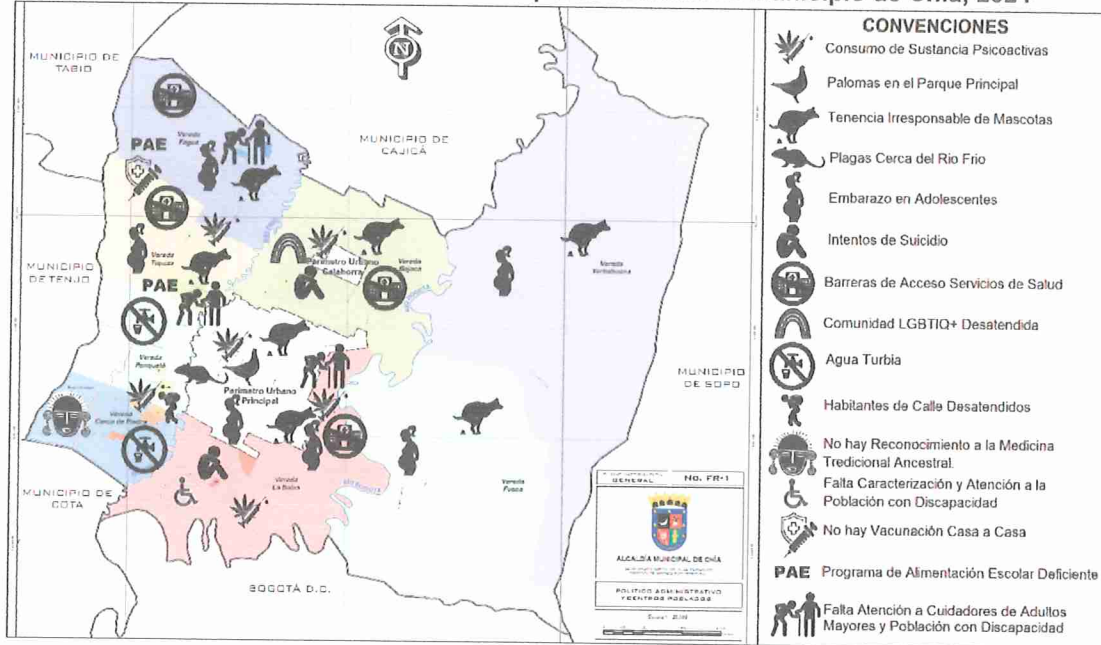 CONVENCIONES
Consumo de Sustancia Psicoactivas
Palomas en el Parque Principal
Tenencia Irresponsable de Mascotas
Plagas Cerca del Rio Frio
Embarazo en Adolescentes
Intentos de Suicidio
Barreras de Acceso Servicios de Salud
Comunidad LGBTIQ+ Desatendida
Agua Turbia
Habitantes de Calle Desatendidos
No hay Reconocimiento a la Medicina
Tredicional Ancestral.
Falta Caracterización y Atención a la
Población con Discapacidad
No hay Vacunación Casa a Casa
PAE Programa de Alimentación Escolar Deficiente
Falta Atención a Cuidadores de Adultos
Mayores y Población con Discapacidad
N
MUNICIPIO DE
TABIO
MUNICIPIO DE
CAJICÁ
PAE
Vereda
Fagua
MUNICIPIO
DE TENJO
Vereda
Tiquiza
PAE
Perímetro Urbano
Calahorra
Vereda
Bojaca
Vereda
Yerbabuena
MUNICIPIO
DE SOPO
Vereda
Fonquetá
Perímetro Urbano
Principal
Vereda
Cerca de Piedra
MUNICIPIO DE
COTA
Vereda
La Balsa
Vereda
Fusca
BOGOTÁ D.C.
GENERAL
No. FR-1
ALCALDÍA MUNICIPAL DE CHÍA
POLITICO ADMINISTRATIVO
Y CENTROS POBLADOS